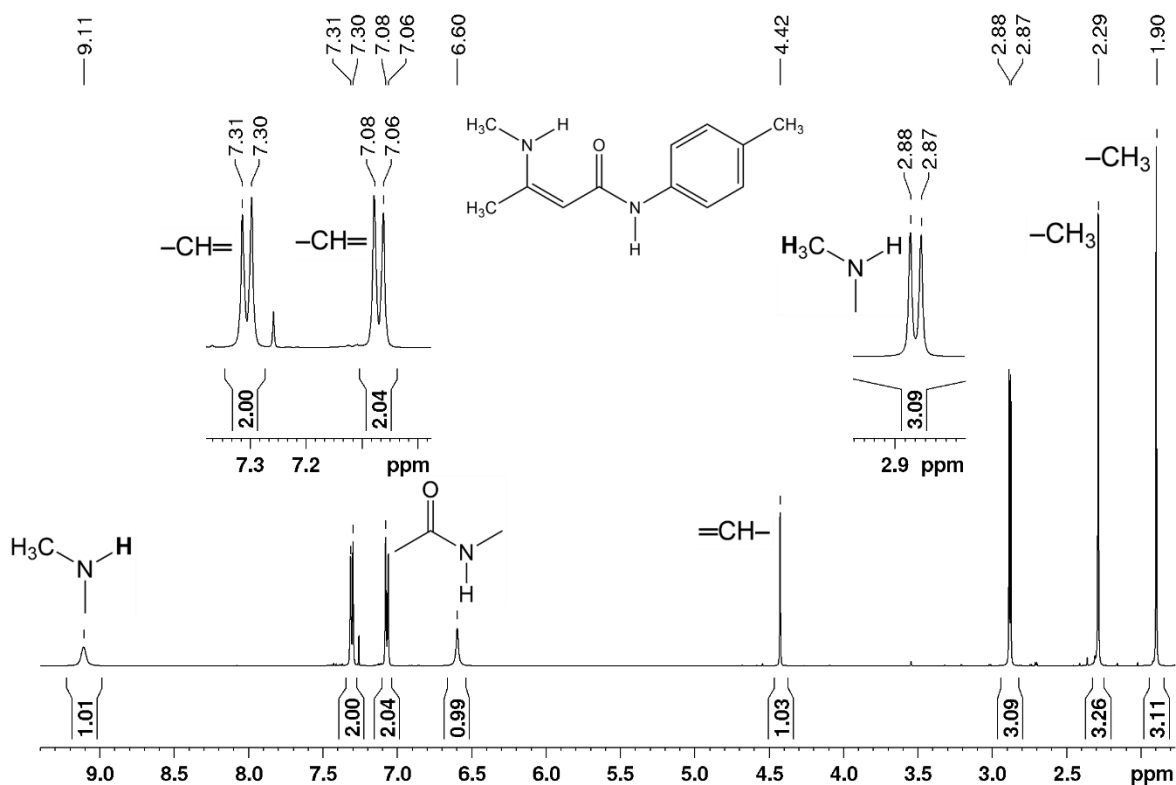 9.11 7.31 7.30 7.08 7.06 6.60 4.42 2.88 2.87 2.29 1.90
7.31 7.30 7.08 7.06
2.88 2.87
H₃C N H
O
CH₃
H₃C N
H
–CH= –CH=
H₃C N H
–CH3
–CH3
2.00 2.04
7.3 7.2 ppm
3.09
2.9 ppm
H₃C N H
O
N
H
=CH–
1.01 2.00 2.04 0.99 1.03 3.09 3.26 3.11
9.0 8.5 8.0 7.5 7.0 6.5 6.0 5.5 5.0 4.5 4.0 3.5 3.0 2.5 ppm